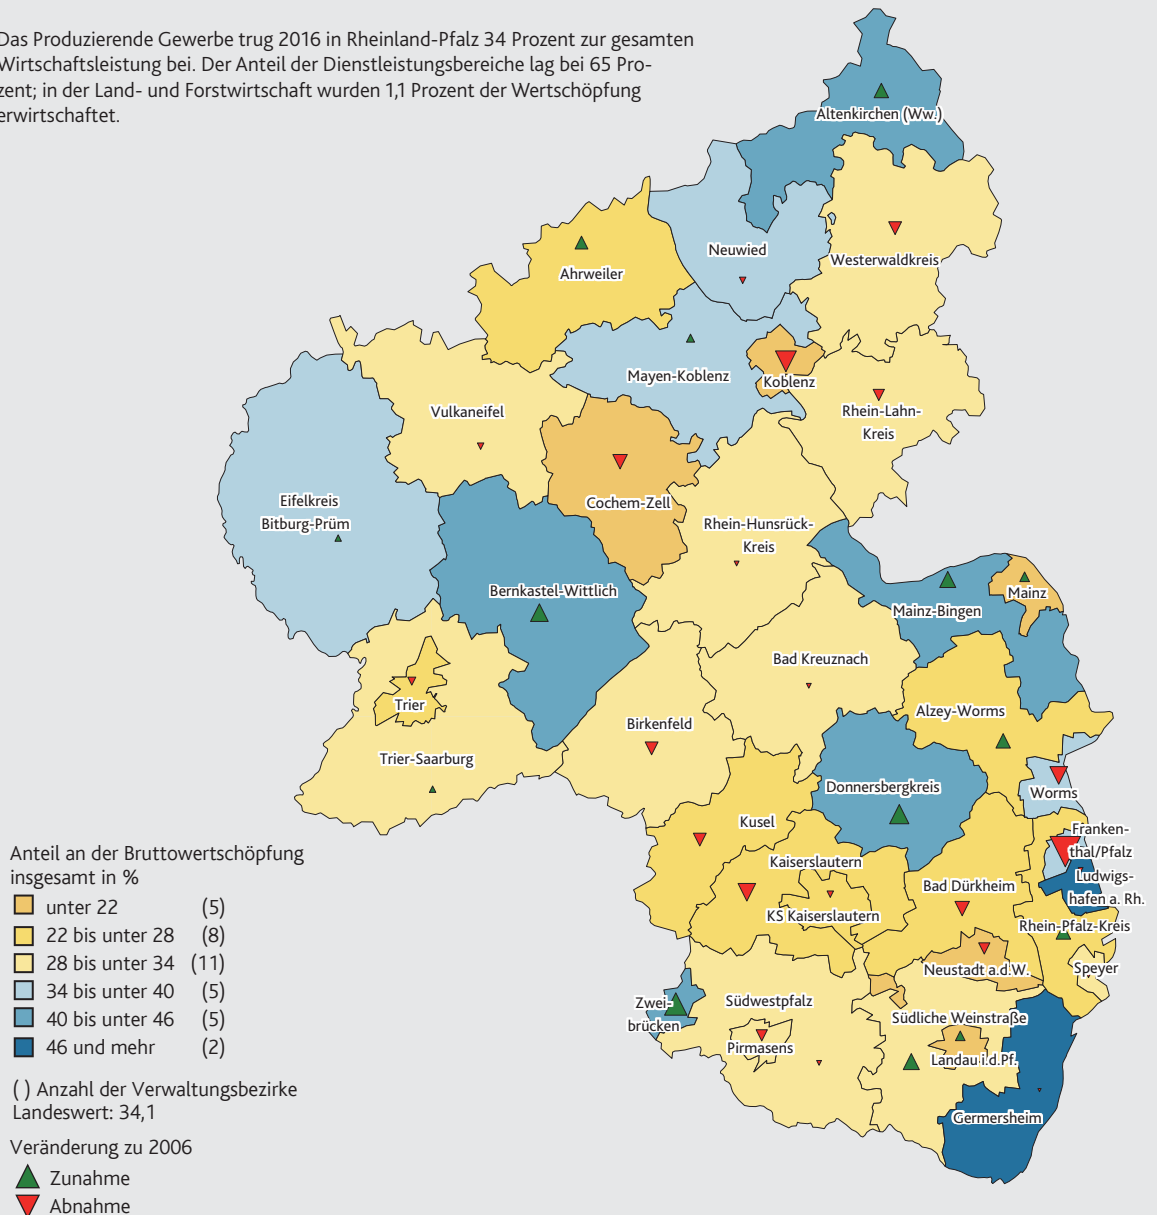 Das Produzierende Gewerbe trug 2016 in Rheinland-Pfalz 34 Prozent zur gesamten
Wirtschaftsleistung bei. Der Anteil der Dienstleistungsbereiche lag bei 65 Pro-
zent; in der Land- und Forstwirtschaft wurden 1,1 Prozent der Wertschöpfung
erwirtschaftet.
Altenkirchen (Ww.)
Neuwied
Westerwaldkreis
Ahrweiler
Mayen-Koblenz
Koblenz
Vulkaneifel
Rhein-Lahn-
Kreis
Eifelkreis
Bitburg-Prüm
Cochem-Zell
Rhein-Hunsrück-
Kreis
Bernkastel-Wittlich
Mainz-Bingen
Mainz
Bad Kreuznach
Trier
Alzey-Worms
Birkenfeld
Trier-Saarburg
Donnersbergkreis
Worms
Kusel
Franken-
thal/Pfalz
Kaiserslautern
Ludwigs-
hafen a. Rh.
Bad Dürkheim
KS Kaiserslautern
Rhein-Pfalz-Kreis
Neustadt a.d.W.
Speyer
Zwei-
brücken
Südwestpfalz
Südliche Weinstraße
Pirmasens
Landau i.d.Pf.
Germersheim
Anteil an der Bruttowertschöpfung
insgesamt in %
unter 22 (5)
22 bis unter 28 (8)
28 bis unter 34 (11)
34 bis unter 40 (5)
40 bis unter 46 (5)
46 und mehr (2)
( ) Anzahl der Verwaltungsbezirke
Landeswert: 34,1
Veränderung zu 2006
Zunahme
Abnahme